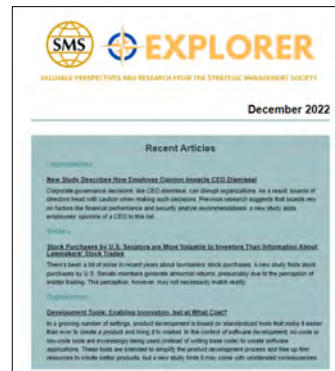 SMS
EXPLORER
VALUABLE PERSPECTIVES AND RESEARCH FROM THE STRATEGIC MANAGEMENT SOCIETY
December 2022
Recent Articles
Organizations
New Study Describes How Employee Opinion Impacts CEO Dismissal
Corporate governance decisions, like CEO dismissal, can disrupt organizations. As a result, boards of
directors tread with caution when making such decisions. Previous research suggests that boards rely
on factors like financial performance and security analyst recommendations; a new study adds
employees' opinions of a CEO to this list.
Stock Purchases by U.S. Senators are More Valuable to Investors Than Information About
Lawmakers' Stock Trades
There's been a lot of noise in recent years about lawmakers' stock purchases. A new study finds stock
purchases by U.S. Senate members generate abnormal returns, presumably due to the perception of
insider trading. This perception, however, may not necessarily match reality.
Organizations
Development Tools: Enabling Innovation, but at What Cost?
In a growing number of settings, product development is based on standardized tools that make it easier
than ever to create a product and bring it to market. In the context of software development, no-code or
low-code tools are increasingly being used (instead of writing base code) to create software
applications. These tools are intended to simplify the product development process and free up firm
resources to create better products, but a new study finds it may come with unintended consequences.